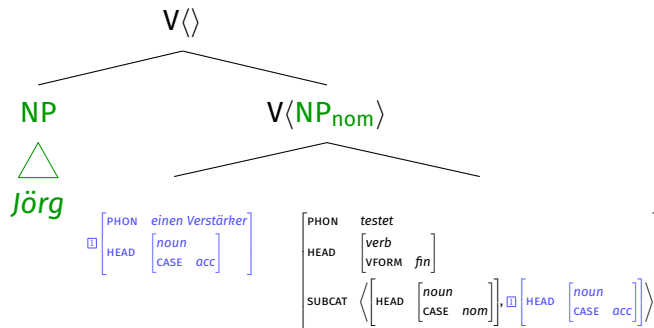 V⟨⟩
NP V⟨NP_nom⟩
Jörg
PHON einen Verstärker PHON testet
1 HEAD noun HEAD verb
CASE acc VFORM fin
SUBCAT ⟨[HEAD [noun CASE nom]], 1 [HEAD [noun CASE acc]]⟩